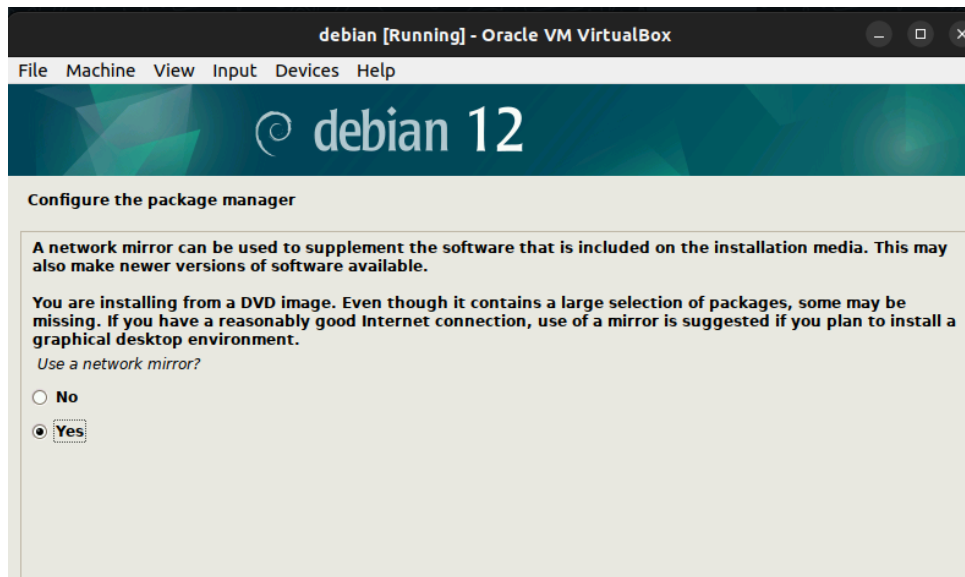 debian [Running] - Oracle VM VirtualBox
File Machine View Input Devices Help
debian 12
Configure the package manager
A network mirror can be used to supplement the software that is included on the installation media. This may
also make newer versions of software available.
You are installing from a DVD image. Even though it contains a large selection of packages, some may be
missing. If you have a reasonably good Internet connection, use of a mirror is suggested if you plan to install a
graphical desktop environment.
Use a network mirror?
No
Yes